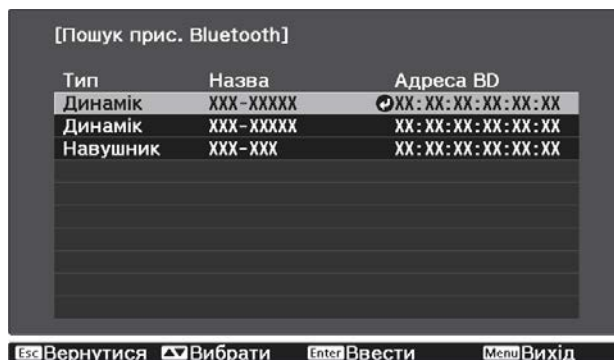 [Пошук прис. Bluetooth]
Тип Назва Адреса BD
Динамік XXX-XXXXX XX:XX:XX:XX:XX:XX
Динамік XXX-XXXXX XX:XX:XX:XX:XX:XX
Навушник XXX-XXX XX:XX:XX:XX:XX:XX
Esc Вернутися Вибрати Enter Ввести Menu Вихід